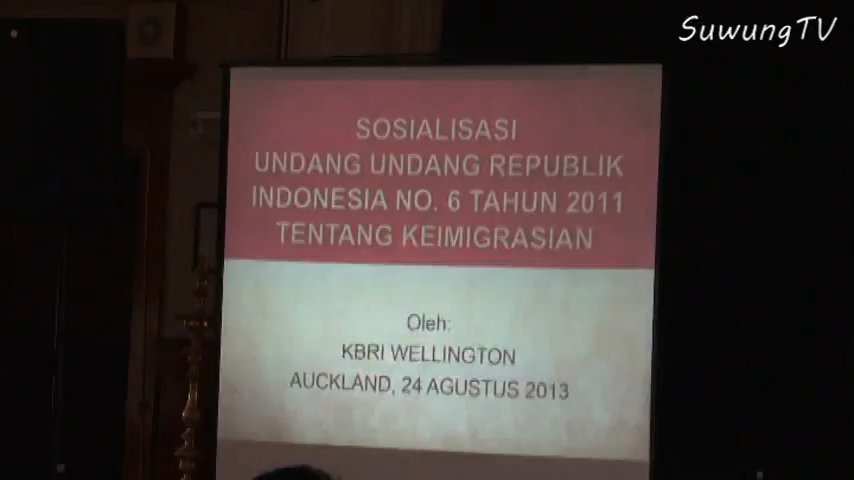 SuwungTV
SOSIALISASI
UNDANG UNDANG REPUBLIK
INDONESIA NO. 6 TAHUN 2011
TENTANG KEIMIGRASIAN
Oleh:
KBRI WELLINGTON
AUCKLAND, 24 AGUSTUS 2013